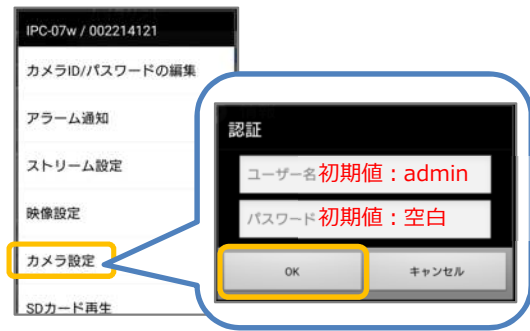 IPC-07w / 002214121
カメラID/パスワードの編集
アラーム通知
ストリーム設定
映像設定
カメラ設定
SDカード再生
認証
ユーザー名 初期値：admin
パスワード 初期値：空白
OK
キャンセル